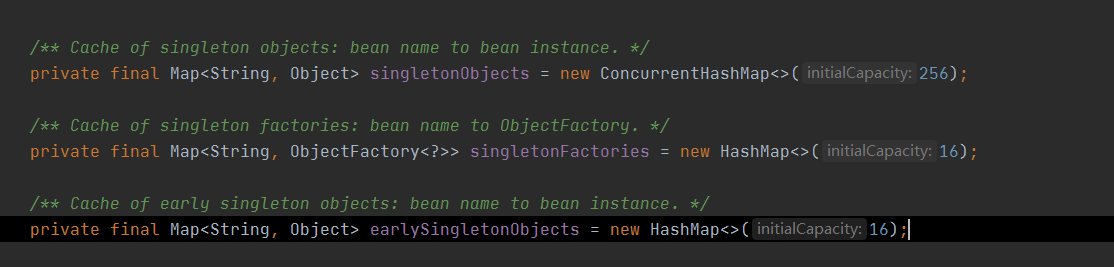 /** Cache of singleton objects: bean name to bean instance. */
private final Map<String, Object> singletonObjects = new ConcurrentHashMap<>( initialCapacity: 256);
/** Cache of singleton factories: bean name to ObjectFactory. */
private final Map<String, ObjectFactory<?>> singletonFactories = new HashMap<>( initialCapacity: 16);
/** Cache of early singleton objects: bean name to bean instance. */
private final Map<String, Object> earlySingletonObjects = new HashMap<>( initialCapacity: 16);